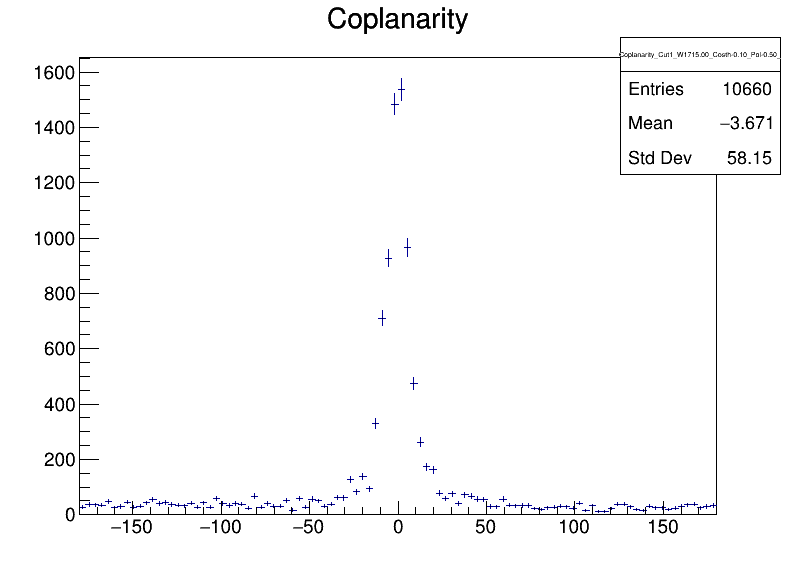 Coplanarity
Coplanarity_Cut1_W1715.00_Costh-0.10_Pol-0.50_
Entries 10660
Mean −3.671
Std Dev 58.15
1600
1400
1200
1000
800
600
400
200
0
−150 −100 −50 0 50 100 150